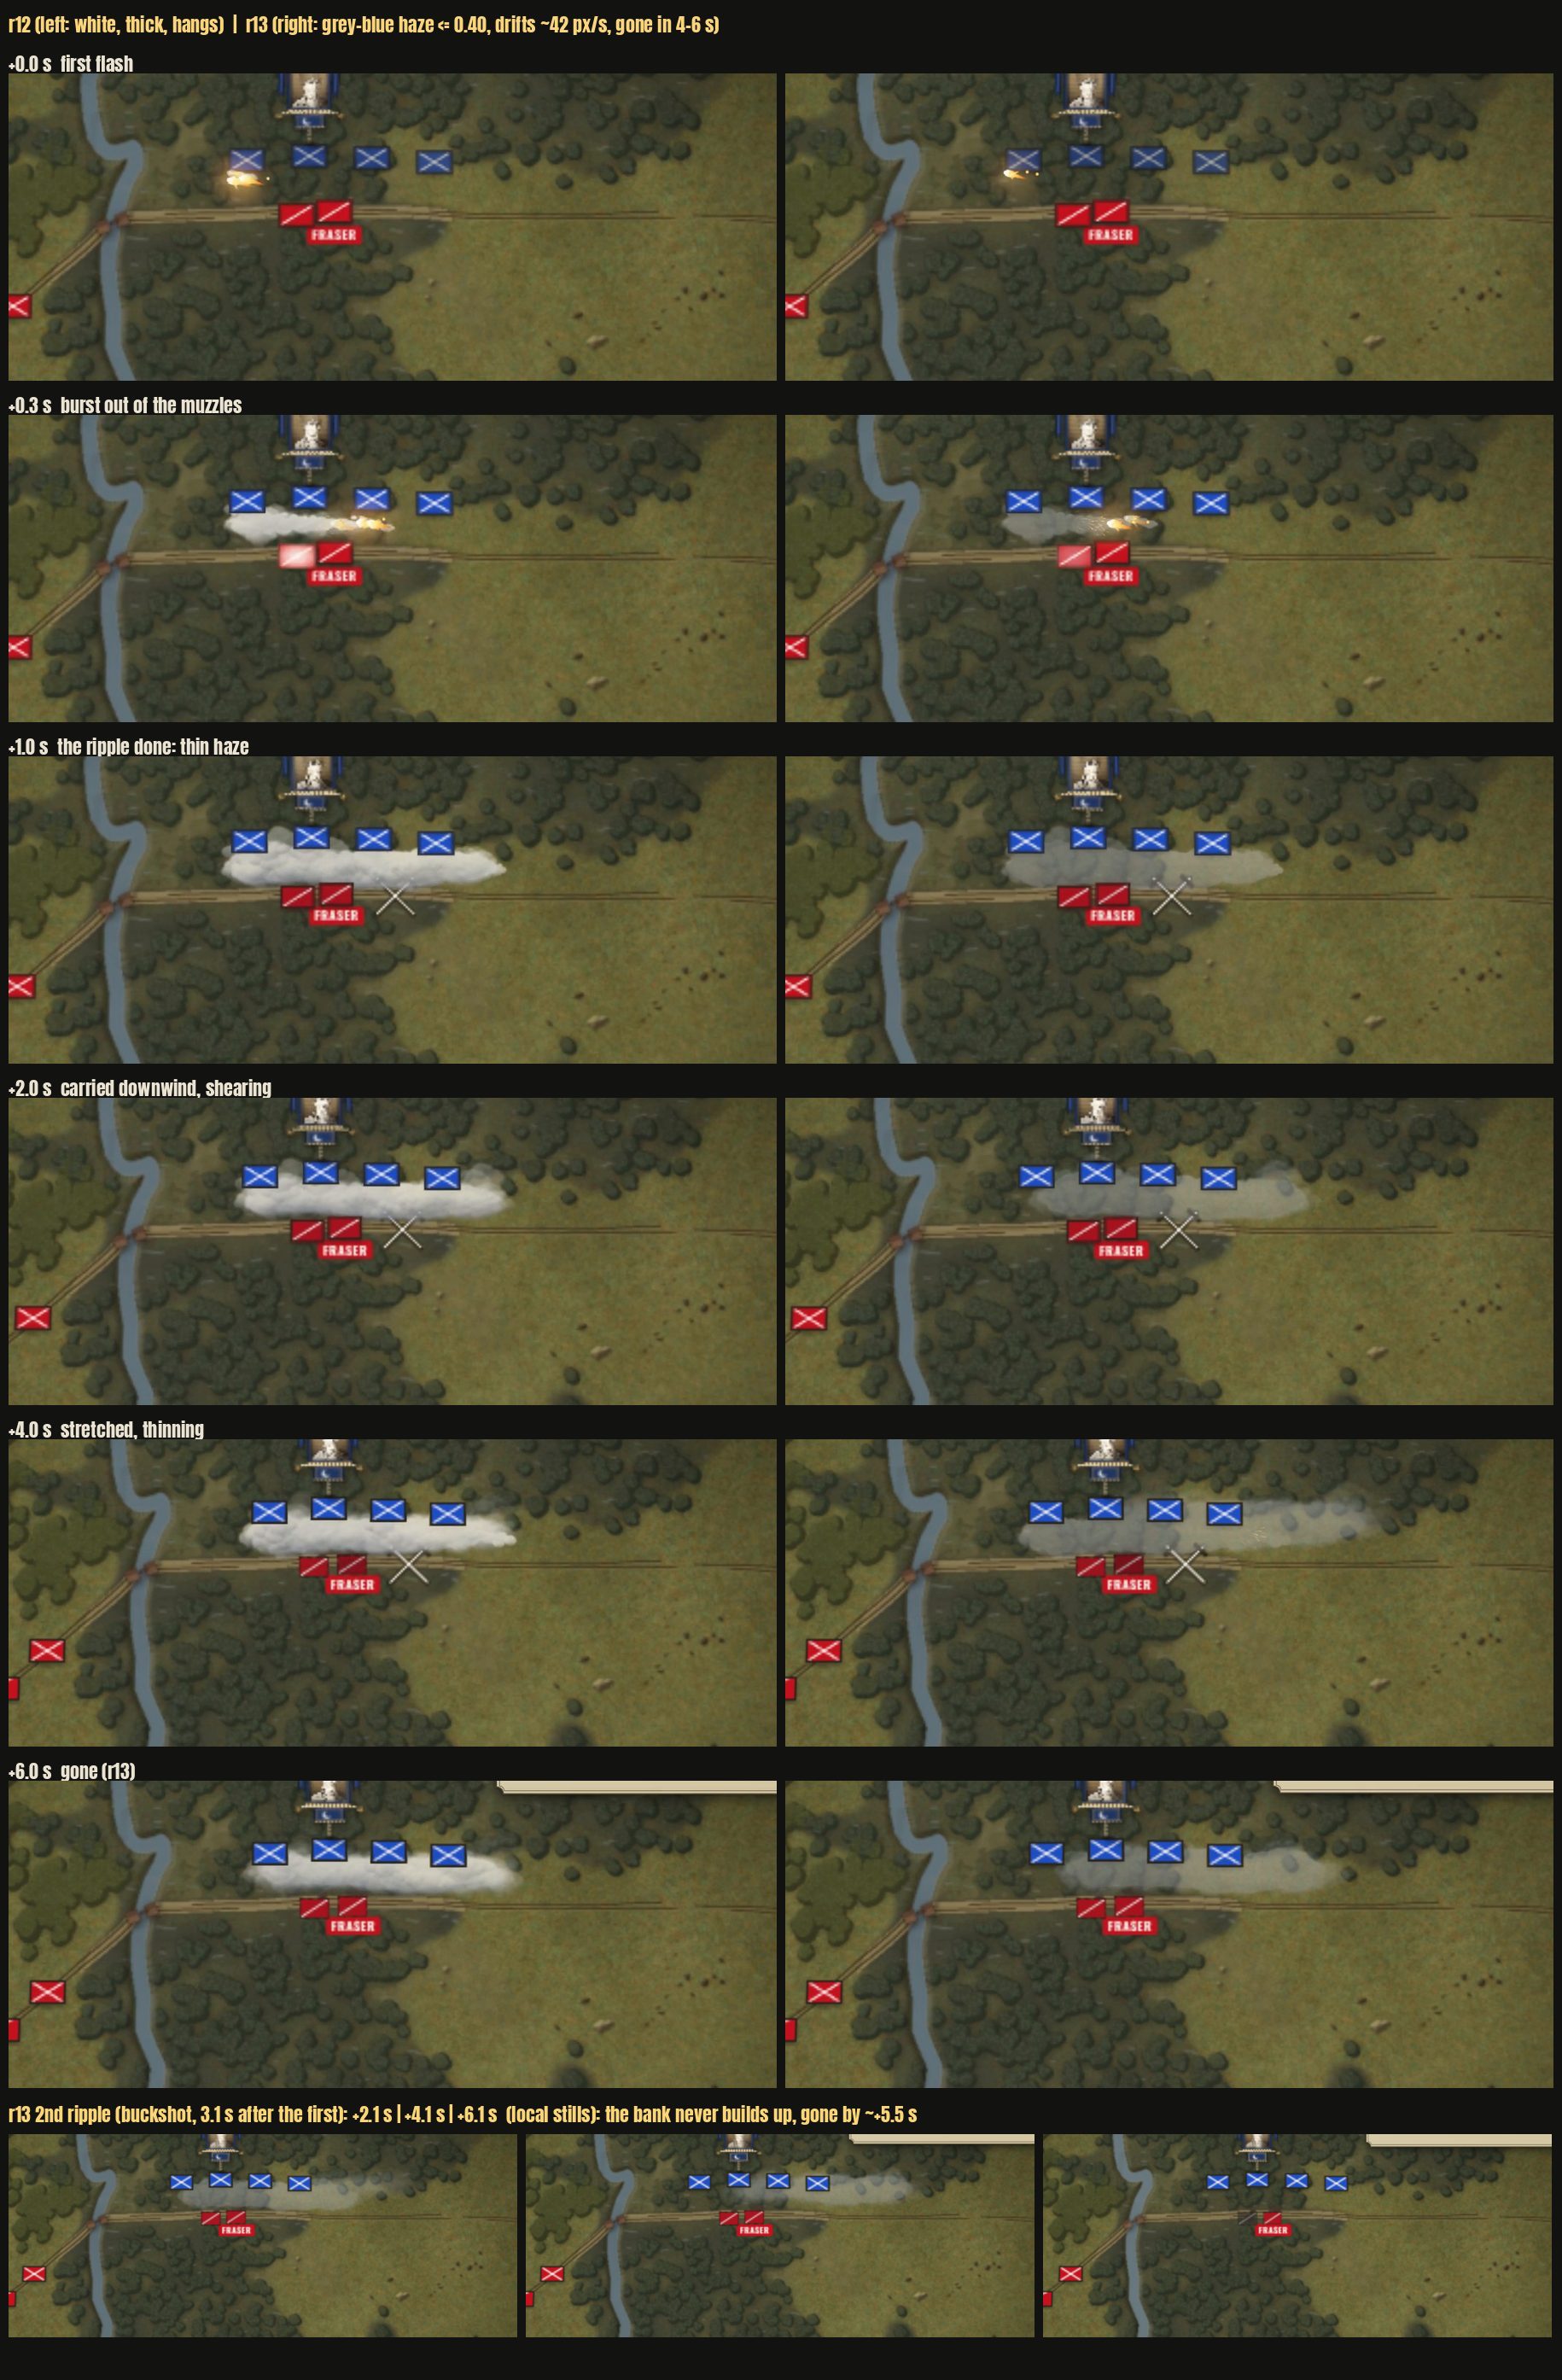 r12 (left: white, thick, hangs) | r13 (right: grey-blue haze <= 0.40, drifts ~42 px/s, gone in 4-6 s)
+0.0 s first flash
FRASER
FRASER
+0.3 s burst out of the muzzles
FRASER
FRASER
+1.0 s the ripple done: thin haze
FRASER
FRASER
+2.0 s carried downwind, shearing
FRASER
FRASER
+4.0 s stretched, thinning
FRASER
FRASER
+6.0 s gone (r13)
FRASER
FRASER
r13 2nd ripple (buckshot, 3.1 s after the first): +2.1 s | +4.1 s | +6.1 s (local stills): the bank never builds up, gone by ~+5.5 s
FRASER
FRASER
FRASER